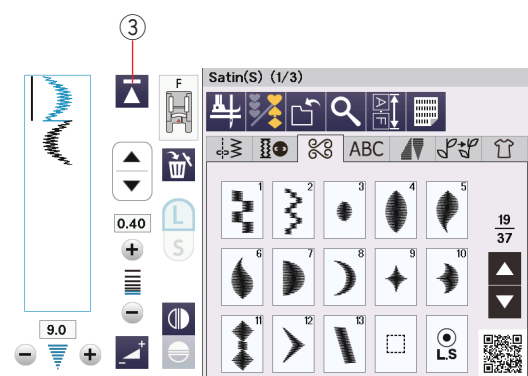 ③
F
Satin(S) (1/3)
A-F
ABC
1 2 3 4 5
L
S
0.40
19
37
6 7 8 9 10
9.0
11 12 13
L.S